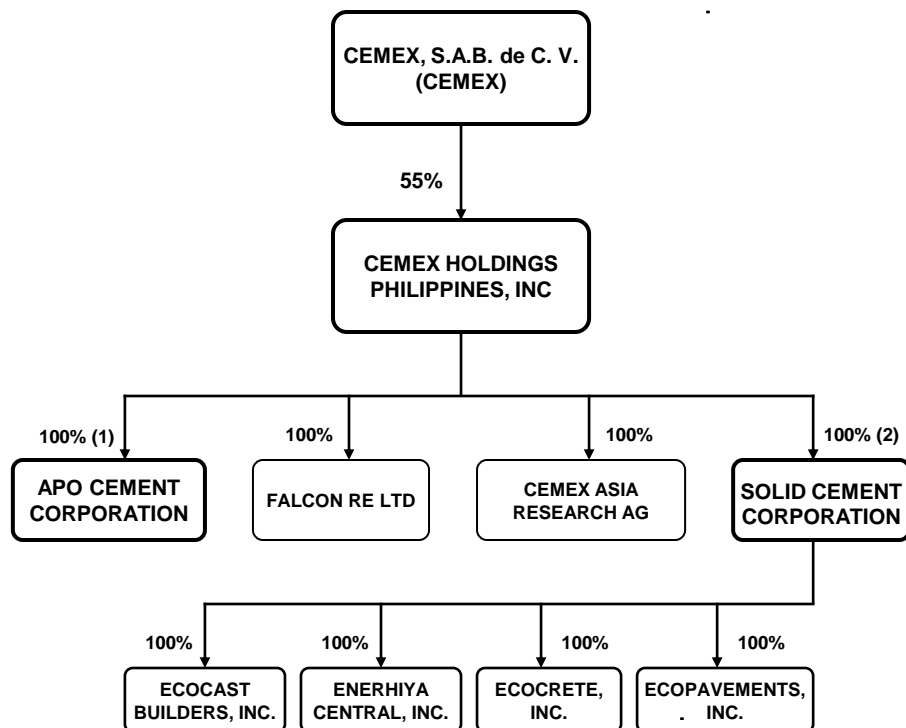 CEMEX, S.A.B. de C. V.
(CEMEX)
55%
CEMEX HOLDINGS
PHILIPPINES, INC
100% (1)
100%
100%
100% (2)
APO CEMENT
CORPORATION
FALCON RE LTD
CEMEX ASIA
RESEARCH AG
SOLID CEMENT
CORPORATION
100%
100%
100%
100%
ECOCAST
BUILDERS, INC.
ENERHIYA
CENTRAL, INC.
ECOCRETE,
INC.
ECOPAVEMENTS,
INC.